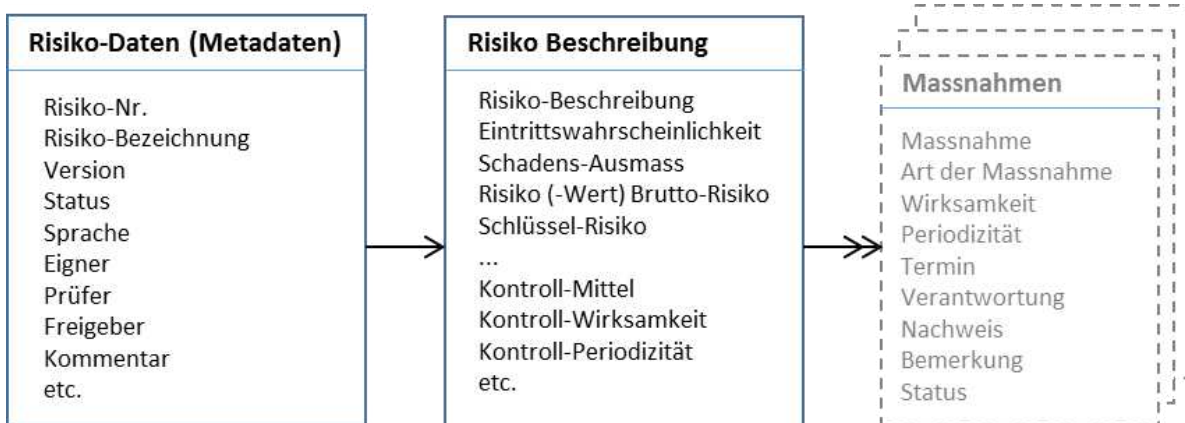 Risiko-Daten (Metadaten)
Risiko-Nr.
Risiko-Bezeichnung
Version
Status
Sprache
Eigner
Prüfer
Freigeber
Kommentar
etc.
Risiko Beschreibung
Risiko-Beschreibung
Eintrittswahrscheinlichkeit
Schadens-Ausmass
Risiko (-Wert) Brutto-Risiko
Schlüssel-Risiko
...
Kontroll-Mittel
Kontroll-Wirksamkeit
Kontroll-Periodizität
etc.
Massnahmen
Massnahme
Art der Massnahme
Wirksamkeit
Periodizität
Termin
Verantwortung
Nachweis
Bemerkung
Status